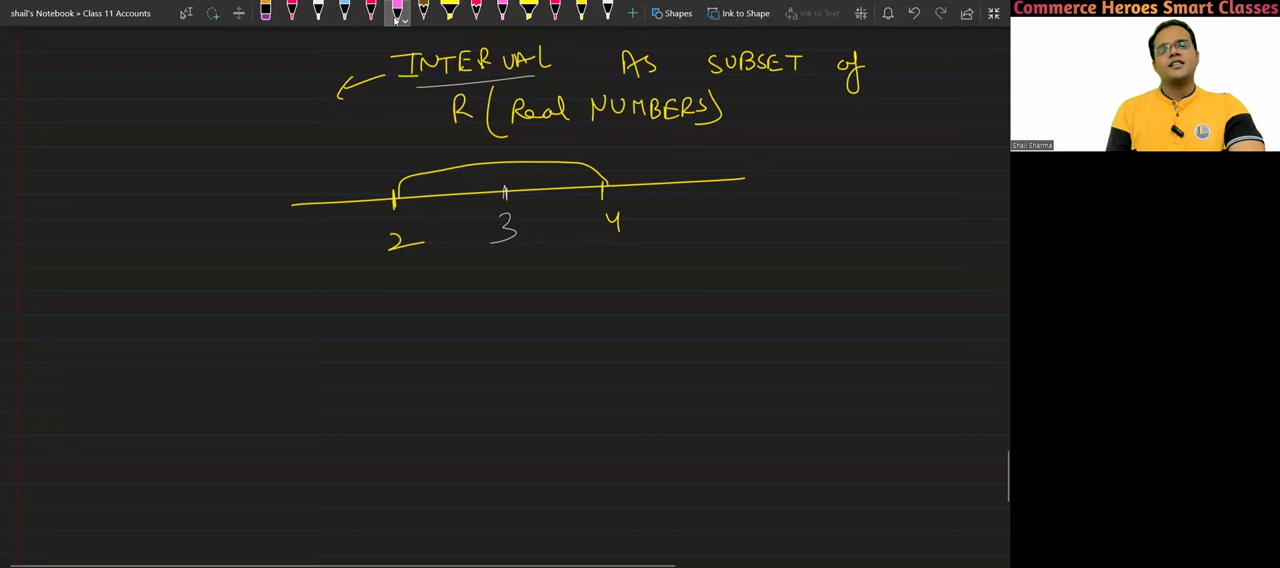 shail's Notebook » Class 11 Accounts
Shapes
Ink to Shape
Ink to Text
Commerce Heroes Smart Classes
INTERVAL AS SUBSET of
R (Real NUMBERS)
2 3 4
Shail Sharma